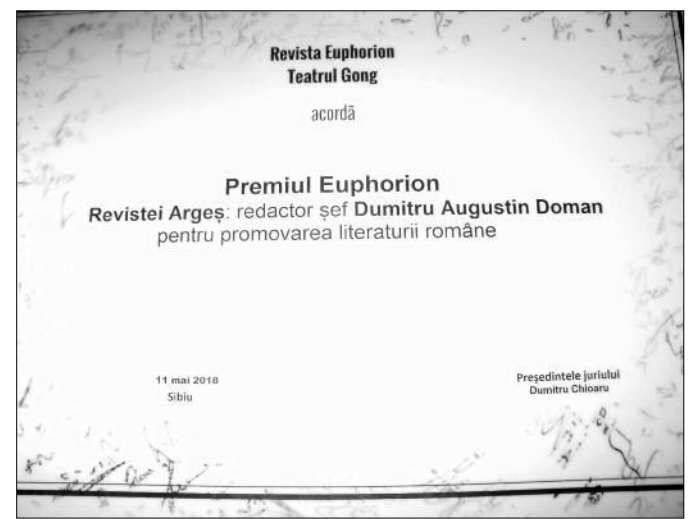 Revista Euphorion
Teatrul Gong
acordă
Premiul Euphorion
Revistei Argeș: redactor șef Dumitru Augustin Doman
pentru promovarea literaturii române
11 mai 2018
Sibiu
Președintele juriului
Dumitru Chioaru